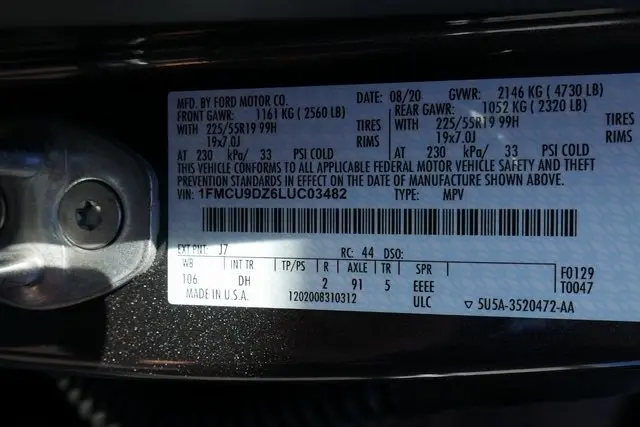 MFD. BY FORD MOTOR CO. DATE: 08/20 GVWR: 2146 KG ( 4730 LB)
FRONT GAWR: 1161 KG ( 2560 LB) REAR GAWR: 1052 KG ( 2320 LB)
WITH 225/55R19 99H TIRES WITH 225/55R19 99H TIRES
19x7.0J RIMS 19x7.0J RIMS
AT 230 kPa/ 33 PSI COLD AT 230 kPa/ 33 PSI COLD
THIS VEHICLE CONFORMS TO ALL APPLICABLE FEDERAL MOTOR VEHICLE SAFETY AND THEFT
PREVENTION STANDARDS IN EFFECT ON THE DATE OF MANUFACTURE SHOWN ABOVE.
VIN: 1FMCU9DZ6LUC03482 TYPE: MPV
EXT PNT: J7 RC: 44 DSO:
WB INT TR TP/PS R AXLE TR SPR F0129
106 DH 2 91 5 EEEE T0047
MADE IN U.S.A. 1202008310312 ULC ▽ 5U5A-3520472-AA